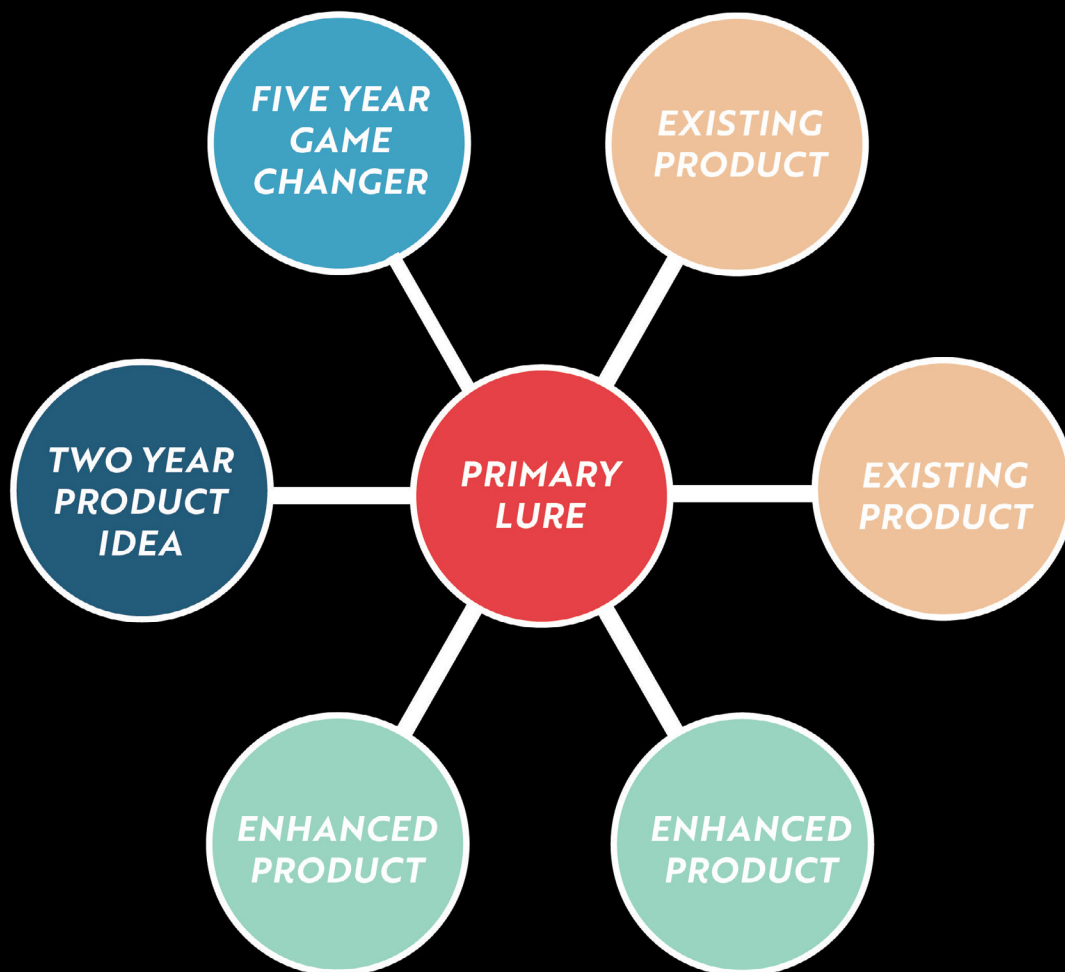 FIVE YEAR
GAME
CHANGER
EXISTING
PRODUCT
TWO YEAR
PRODUCT
IDEA
PRIMARY
LURE
EXISTING
PRODUCT
ENHANCED
PRODUCT
ENHANCED
PRODUCT